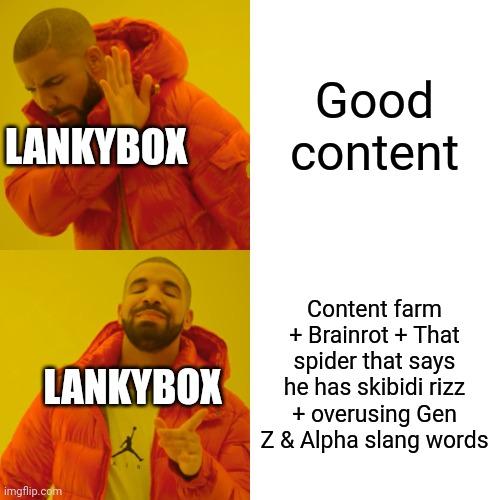 LANKYBOX
Good
content
LANKYBOX
Content farm
+ Brainrot + That
spider that says
he has skibidi rizz
+ overusing Gen
Z & Alpha slang words
AIR
imgflip.com